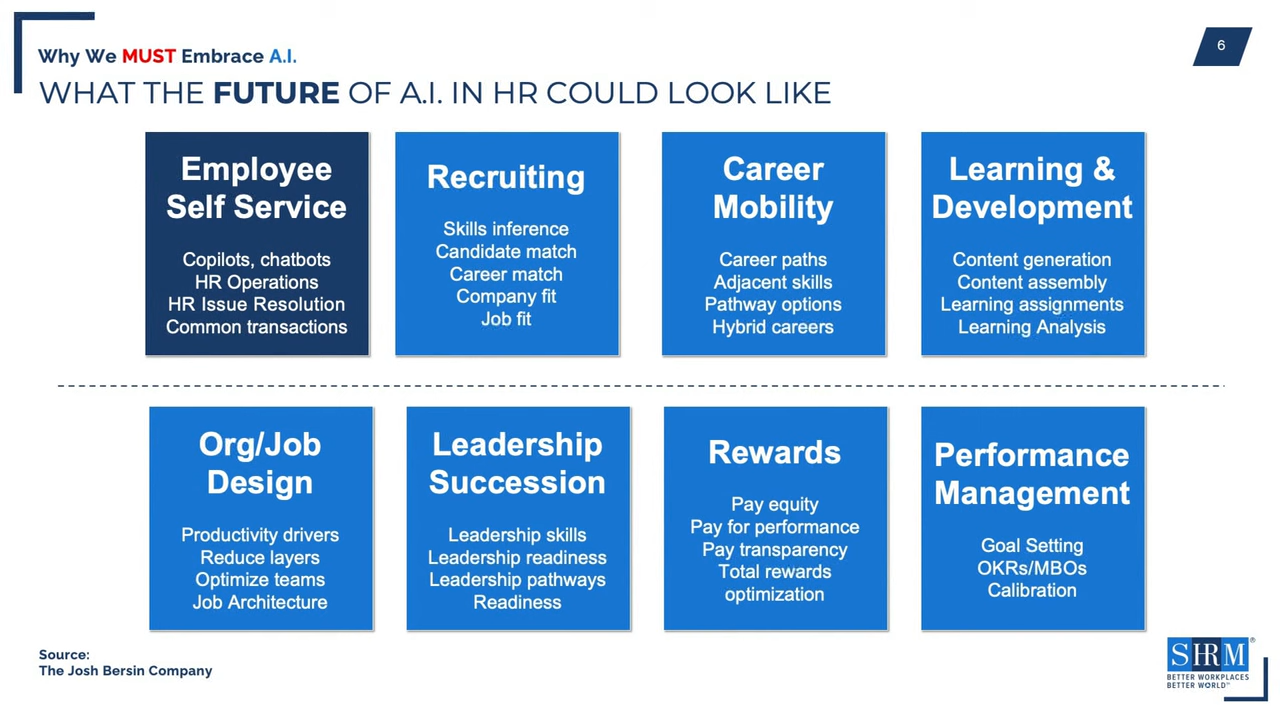 Why We MUST Embrace A.I.
6
WHAT THE FUTURE OF A.I. IN HR COULD LOOK LIKE
Employee
Self Service
Copilots, chatbots
HR Operations
HR Issue Resolution
Common transactions
Recruiting
Skills inference
Candidate match
Career match
Company fit
Job fit
Career
Mobility
Career paths
Adjacent skills
Pathway options
Hybrid careers
Learning &
Development
Content generation
Content assembly
Learning assignments
Learning Analysis
Org/Job
Design
Productivity drivers
Reduce layers
Optimize teams
Job Architecture
Leadership
Succession
Leadership skills
Leadership readiness
Leadership pathways
Readiness
Rewards
Pay equity
Pay for performance
Pay transparency
Total rewards
optimization
Performance
Management
Goal Setting
OKRs/MBOs
Calibration
Source:
The Josh Bersin Company
SHRM®
BETTER WORKPLACES
BETTER WORLD™